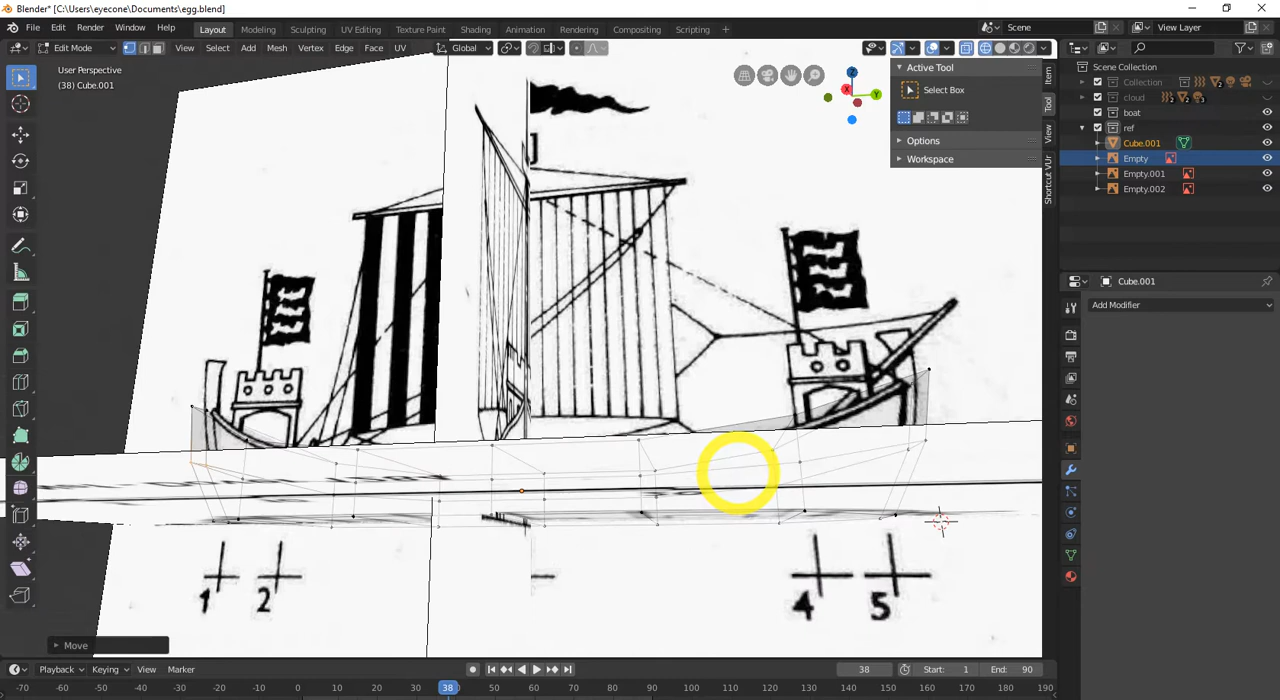 Blender* [C:\Users\eyecone\Documents\egg.blend]
File Edit Render Window Help Layout Modeling Sculpting UV Editing Texture Paint Shading Animation Rendering Compositing Scripting + Scene View Layer
Edit Mode View Select Add Mesh Vertex Edge Face UV Global
User Perspective
(38) Cube.001
Active Tool
Select Box
Options
Workspace
Item
Tool
View
Shortcut VUr
X
Y
Z
Scene Collection
Collection
cloud
boat
ref
Cube.001
Empty
Empty.001
Empty.002
Cube.001
Add Modifier
1 2 4 5
Move
Playback Keying View Marker 38 Start: 1 End: 90
-70 -60 -50 -40 -30 -20 -10 0 10 20 30 38 50 60 70 80 90 100 110 120 130 140 150 160 170 180 190